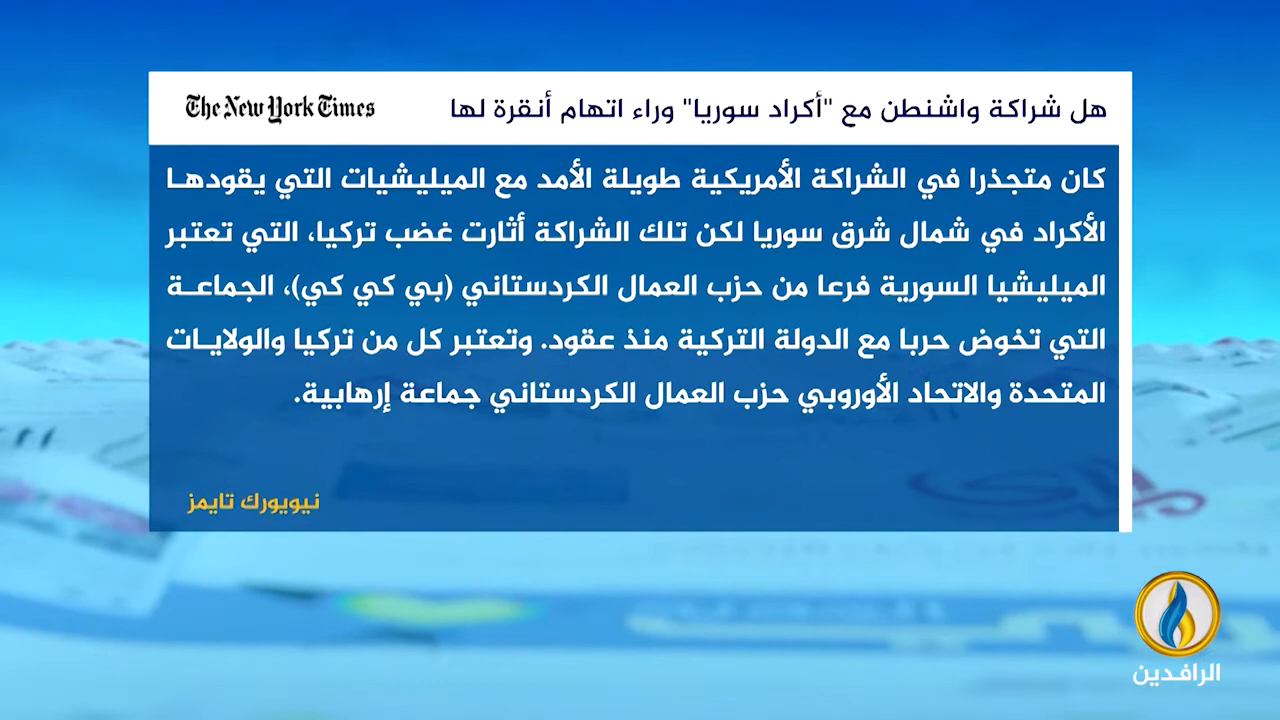 هل شراكة واشنطن مع "أكراد سوريا" وراء اتهام أنقرة لها
The New York Times
كان متجذرا في الشراكة الأمريكية طويلة الأمد مع الميليشيات التي يقودها
الأكراد في شمال شرق سوريا لكن تلك الشراكة أثارت غضب تركيا، التي تعتبر
الميليشيا السورية فرعا من حزب العمال الكردستاني (بي كي كي)، الجماعة
التي تخوض حربا مع الدولة التركية منذ عقود. وتعتبر كل من تركيا والولايات
المتحدة والاتحاد الأوروبي حزب العمال الكردستاني جماعة إرهابية.
نيويورك تايمز
الرافدين